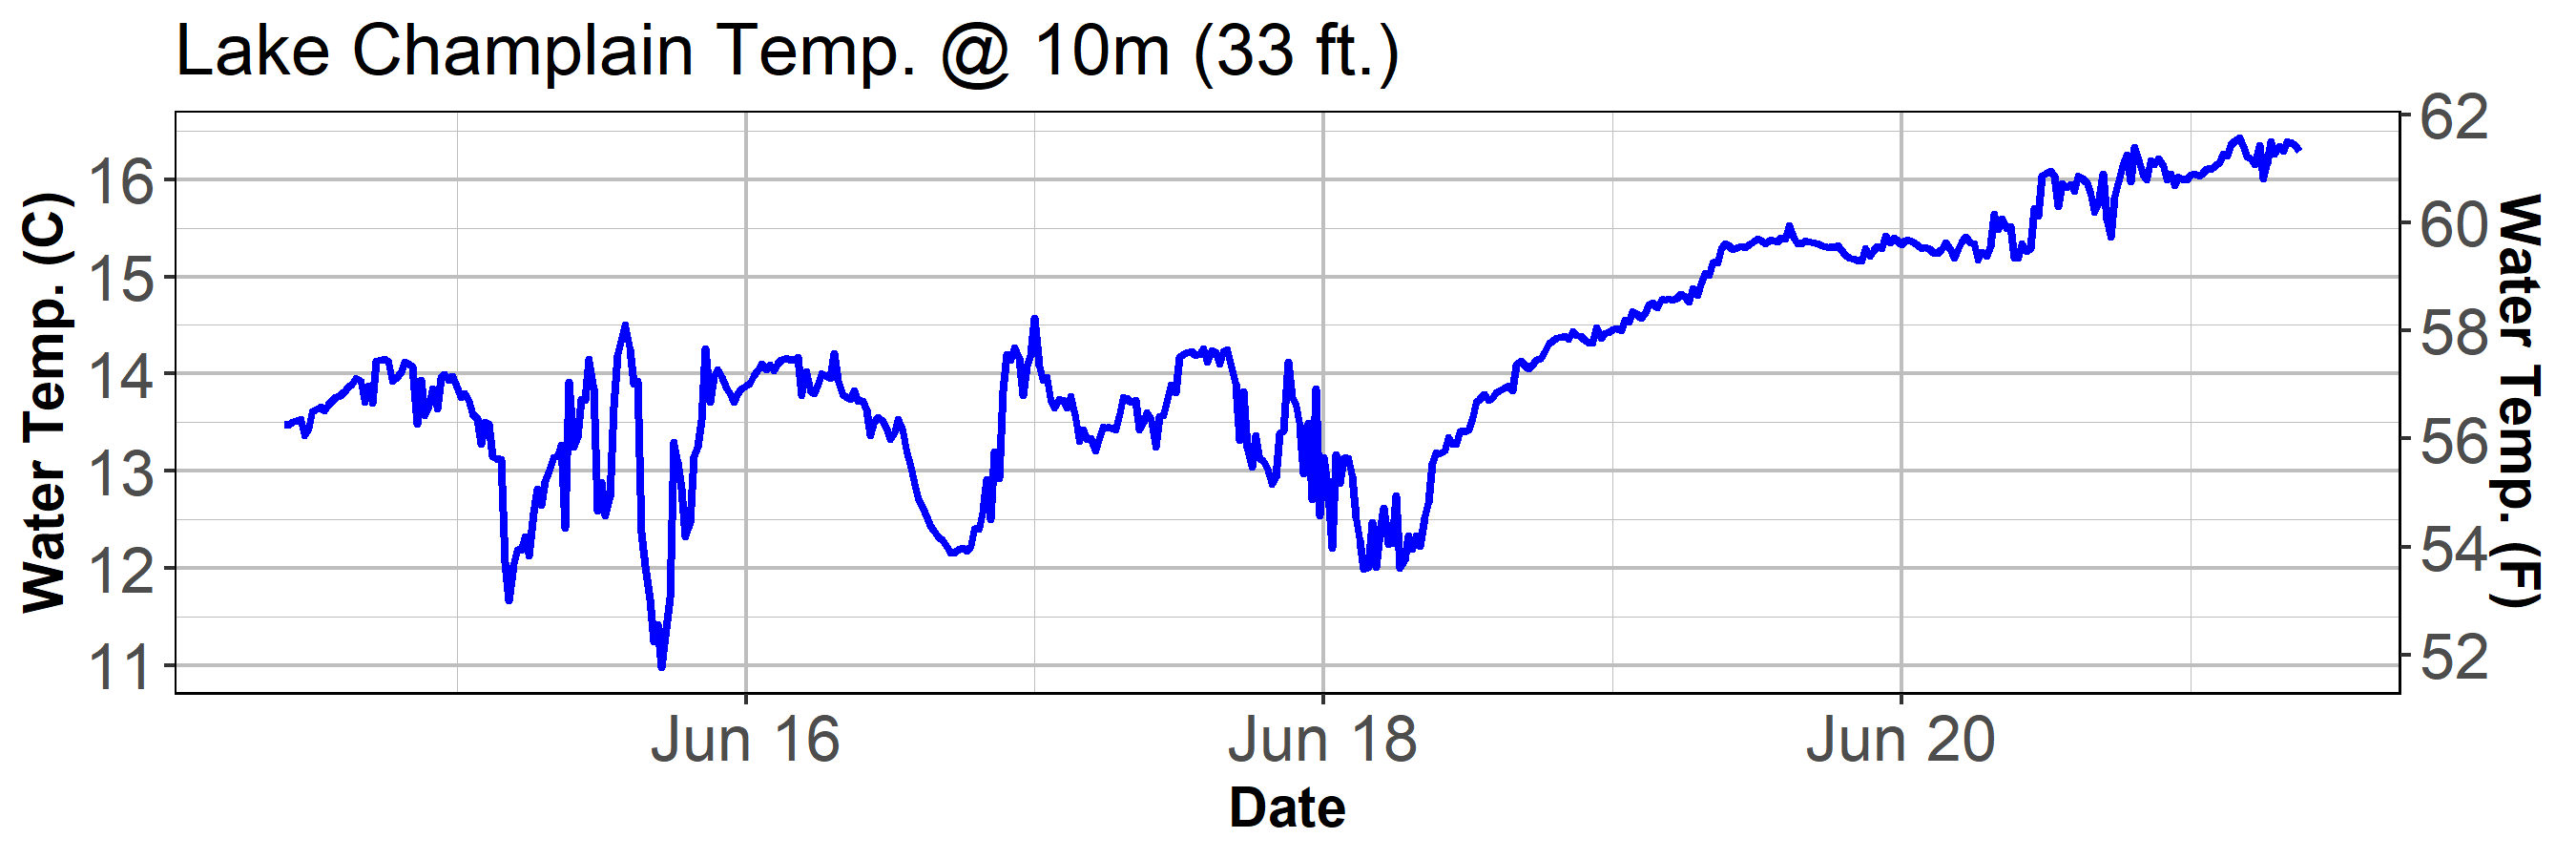 Lake Champlain Temp. @ 10m (33 ft.)
Water Temp. (C)
16
15
14
13
12
11
62
60
58
56
54
52
Water Temp. (F)
Jun 16
Jun 18
Jun 20
Date